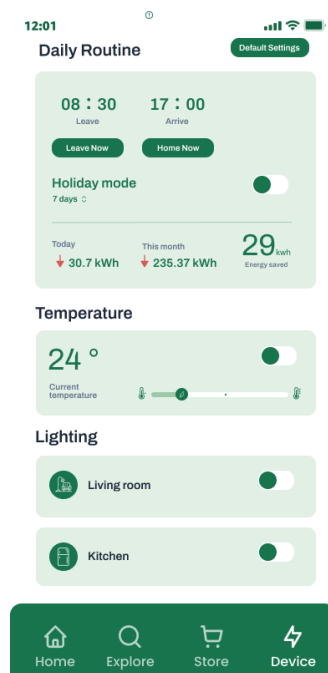 12:01
Daily Routine
Default Settings
08 : 30
Leave
17 : 00
Arrive
Leave Now
Home Now
Holiday mode
7 days
Today
30.7 kWh
This month
235.37 kWh
29 kwh
Energy saved
Temperature
24 °
Current
temperature
Lighting
Living room
Kitchen
Home
Explore
Store
Device